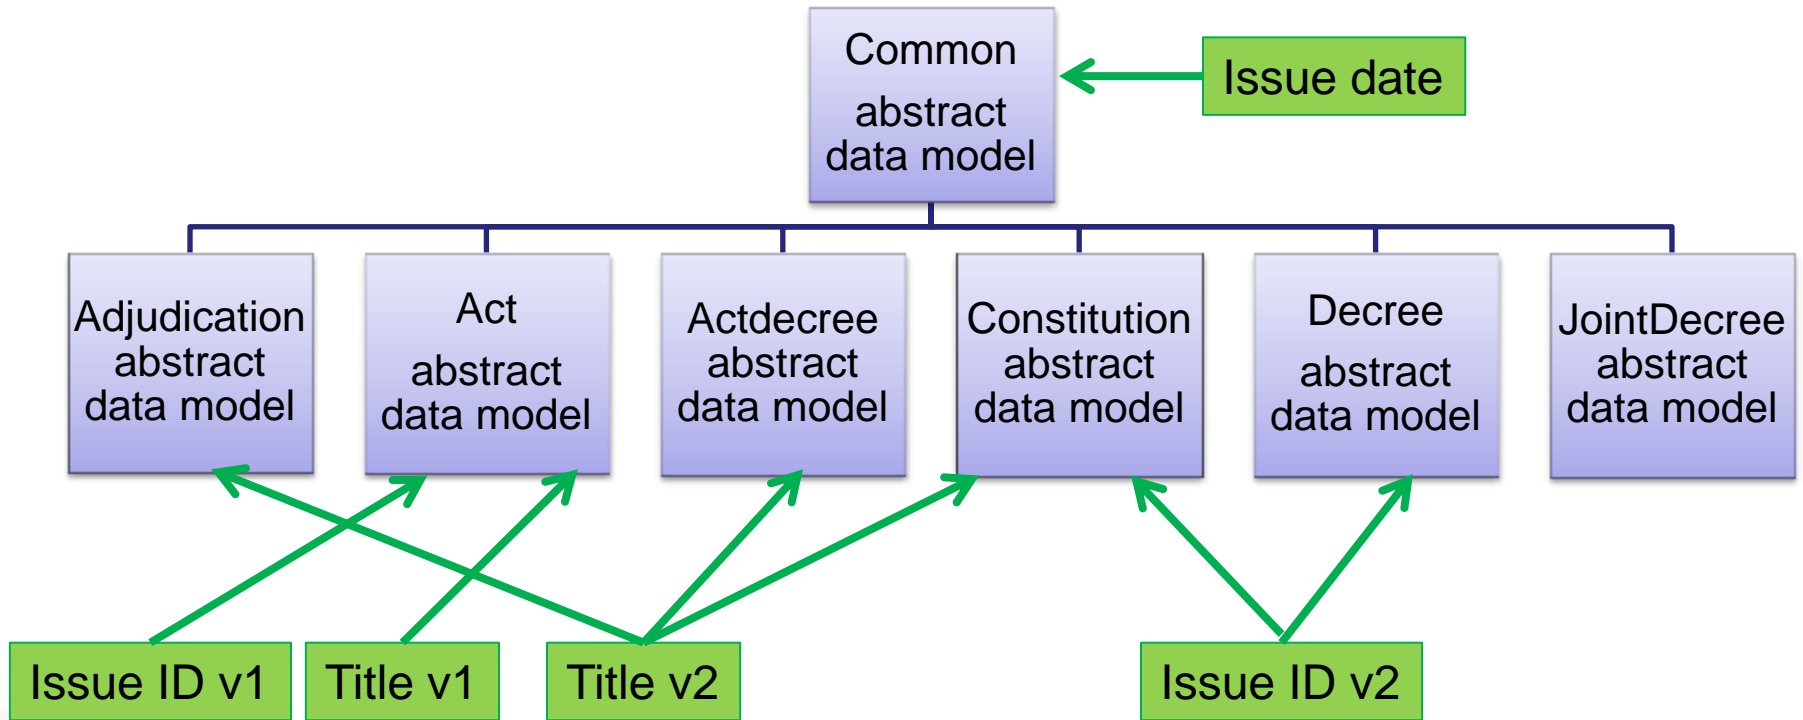 Common
abstract
data model
Issue date
Adjudication
abstract
data model
Act
abstract
data model
Actdecree
abstract
data model
Constitution
abstract
data model
Decree
abstract
data model
JointDecree
abstract
data model
Issue ID v1
Title v1
Title v2
Issue ID v2